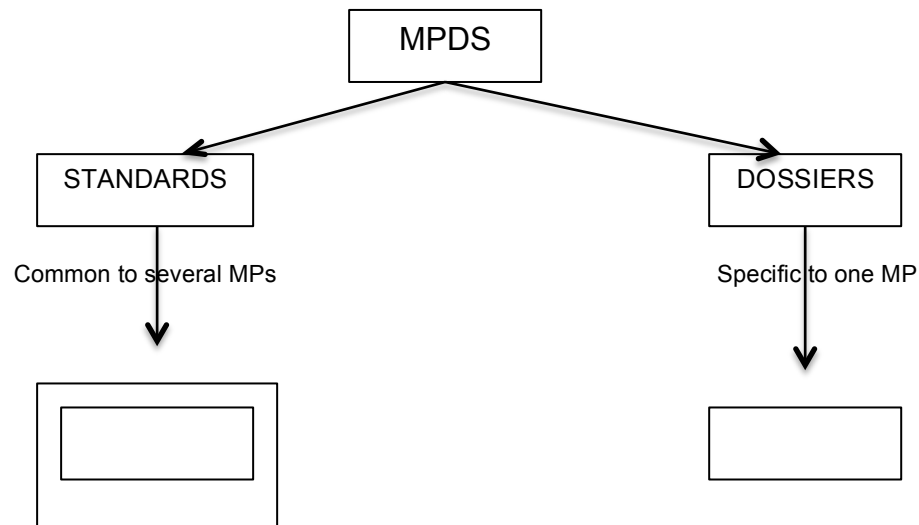 MPDS
STANDARDS
DOSSIERS
Common to several MPs
Specific to one MP